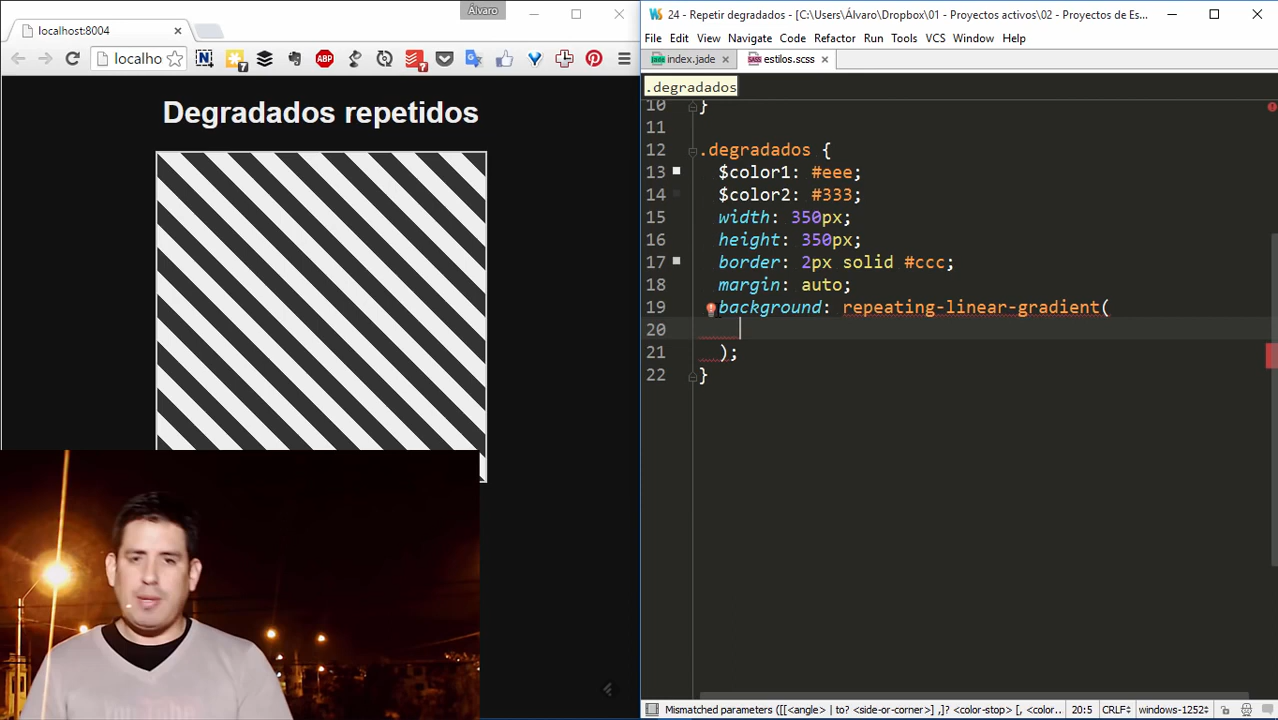 Álvaro
localhost:8004
localho
7
ABP
7
Degradados repetidos
24 - Repetir degradados - [C:\Users\Álvaro\Dropbox\01 - Proyectos activos\02 - Proyectos de Es...
File Edit View Navigate Code Refactor Run Tools VCS Window Help
index.jade estilos.scss
.degradados
10 }
11
12 .degradados {
13 $color1: #eee;
14 $color2: #333;
15 width: 350px;
16 height: 350px;
17 border: 2px solid #ccc;
18 margin: auto;
19 background: repeating-linear-gradient(
20
21 );
22 }
Mismatched parameters ([[<angle> | to? <side-or-corner>] ,]? <color-stop> [, <color.. 20:5 CRLF÷ windows-1252÷